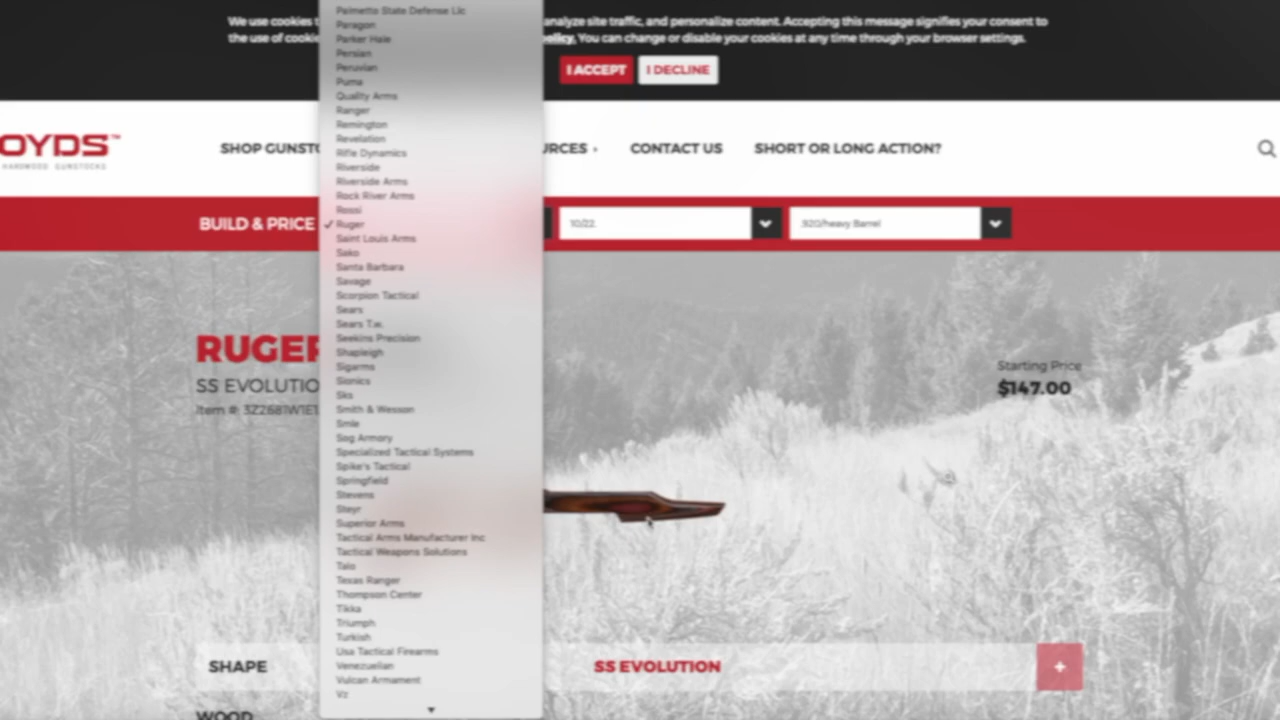 We use cookies
analyze site traffic, and personalize content. Accepting this message signifies your consent to
the use of
You can change or disable your cookies at any time through your browser settings.
I ACCEPT
I DECLINE
OYDS™
HARDWOOD GUNSTOCKS
SHOP
CONTACT US
SHORT OR LONG ACTION?
BUILD & PRICE
10/22
.920/heavy Barrel
Palmetto State Defense Llc
Paragon
Parker Hale
Persian
Peruvian
Puma
Quality Arms
Ranger
Remington
Revelation
Rifle Dynamics
Riverside
Riverside Arms
Rock River Arms
Rossi
✓ Ruger
Saint Louis Arms
Sako
Santa Barbara
Savage
Scorpion Tactical
Sears
Sears T.w.
Seekins Precision
Shapleigh
Sigarms
Sionics
Sks
Smith & Wesson
Smle
Sog Armory
Specialized Tactical Systems
Spike's Tactical
Springfield
Stevens
Steyr
Superior Arms
Tactical Arms Manufacturer Inc
Tactical Weapons Solutions
Talo
Texas Ranger
Thompson Center
Tikka
Triumph
Turkish
Usa Tactical Firearms
Venezuelan
Vulcan Armament
Vz
RUGER
SS EVOLUTIO
Item #:
Starting Price
$147.00
SHAPE
SS EVOLUTION
+
WOOD